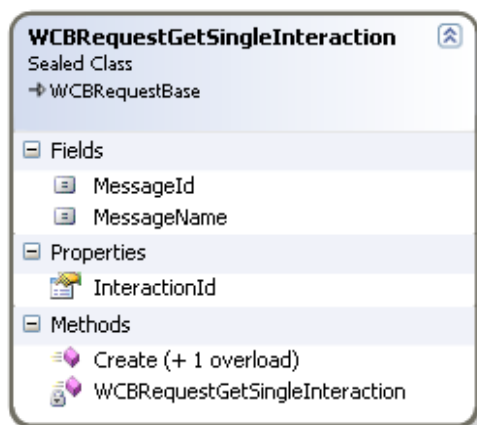 WCBRequestGetSingleInteraction
Sealed Class
WCBRequestBase
Fields
MessageId
MessageName
Properties
InteractionId
Methods
Create (+ 1 overload)
WCBRequestGetSingleInteraction